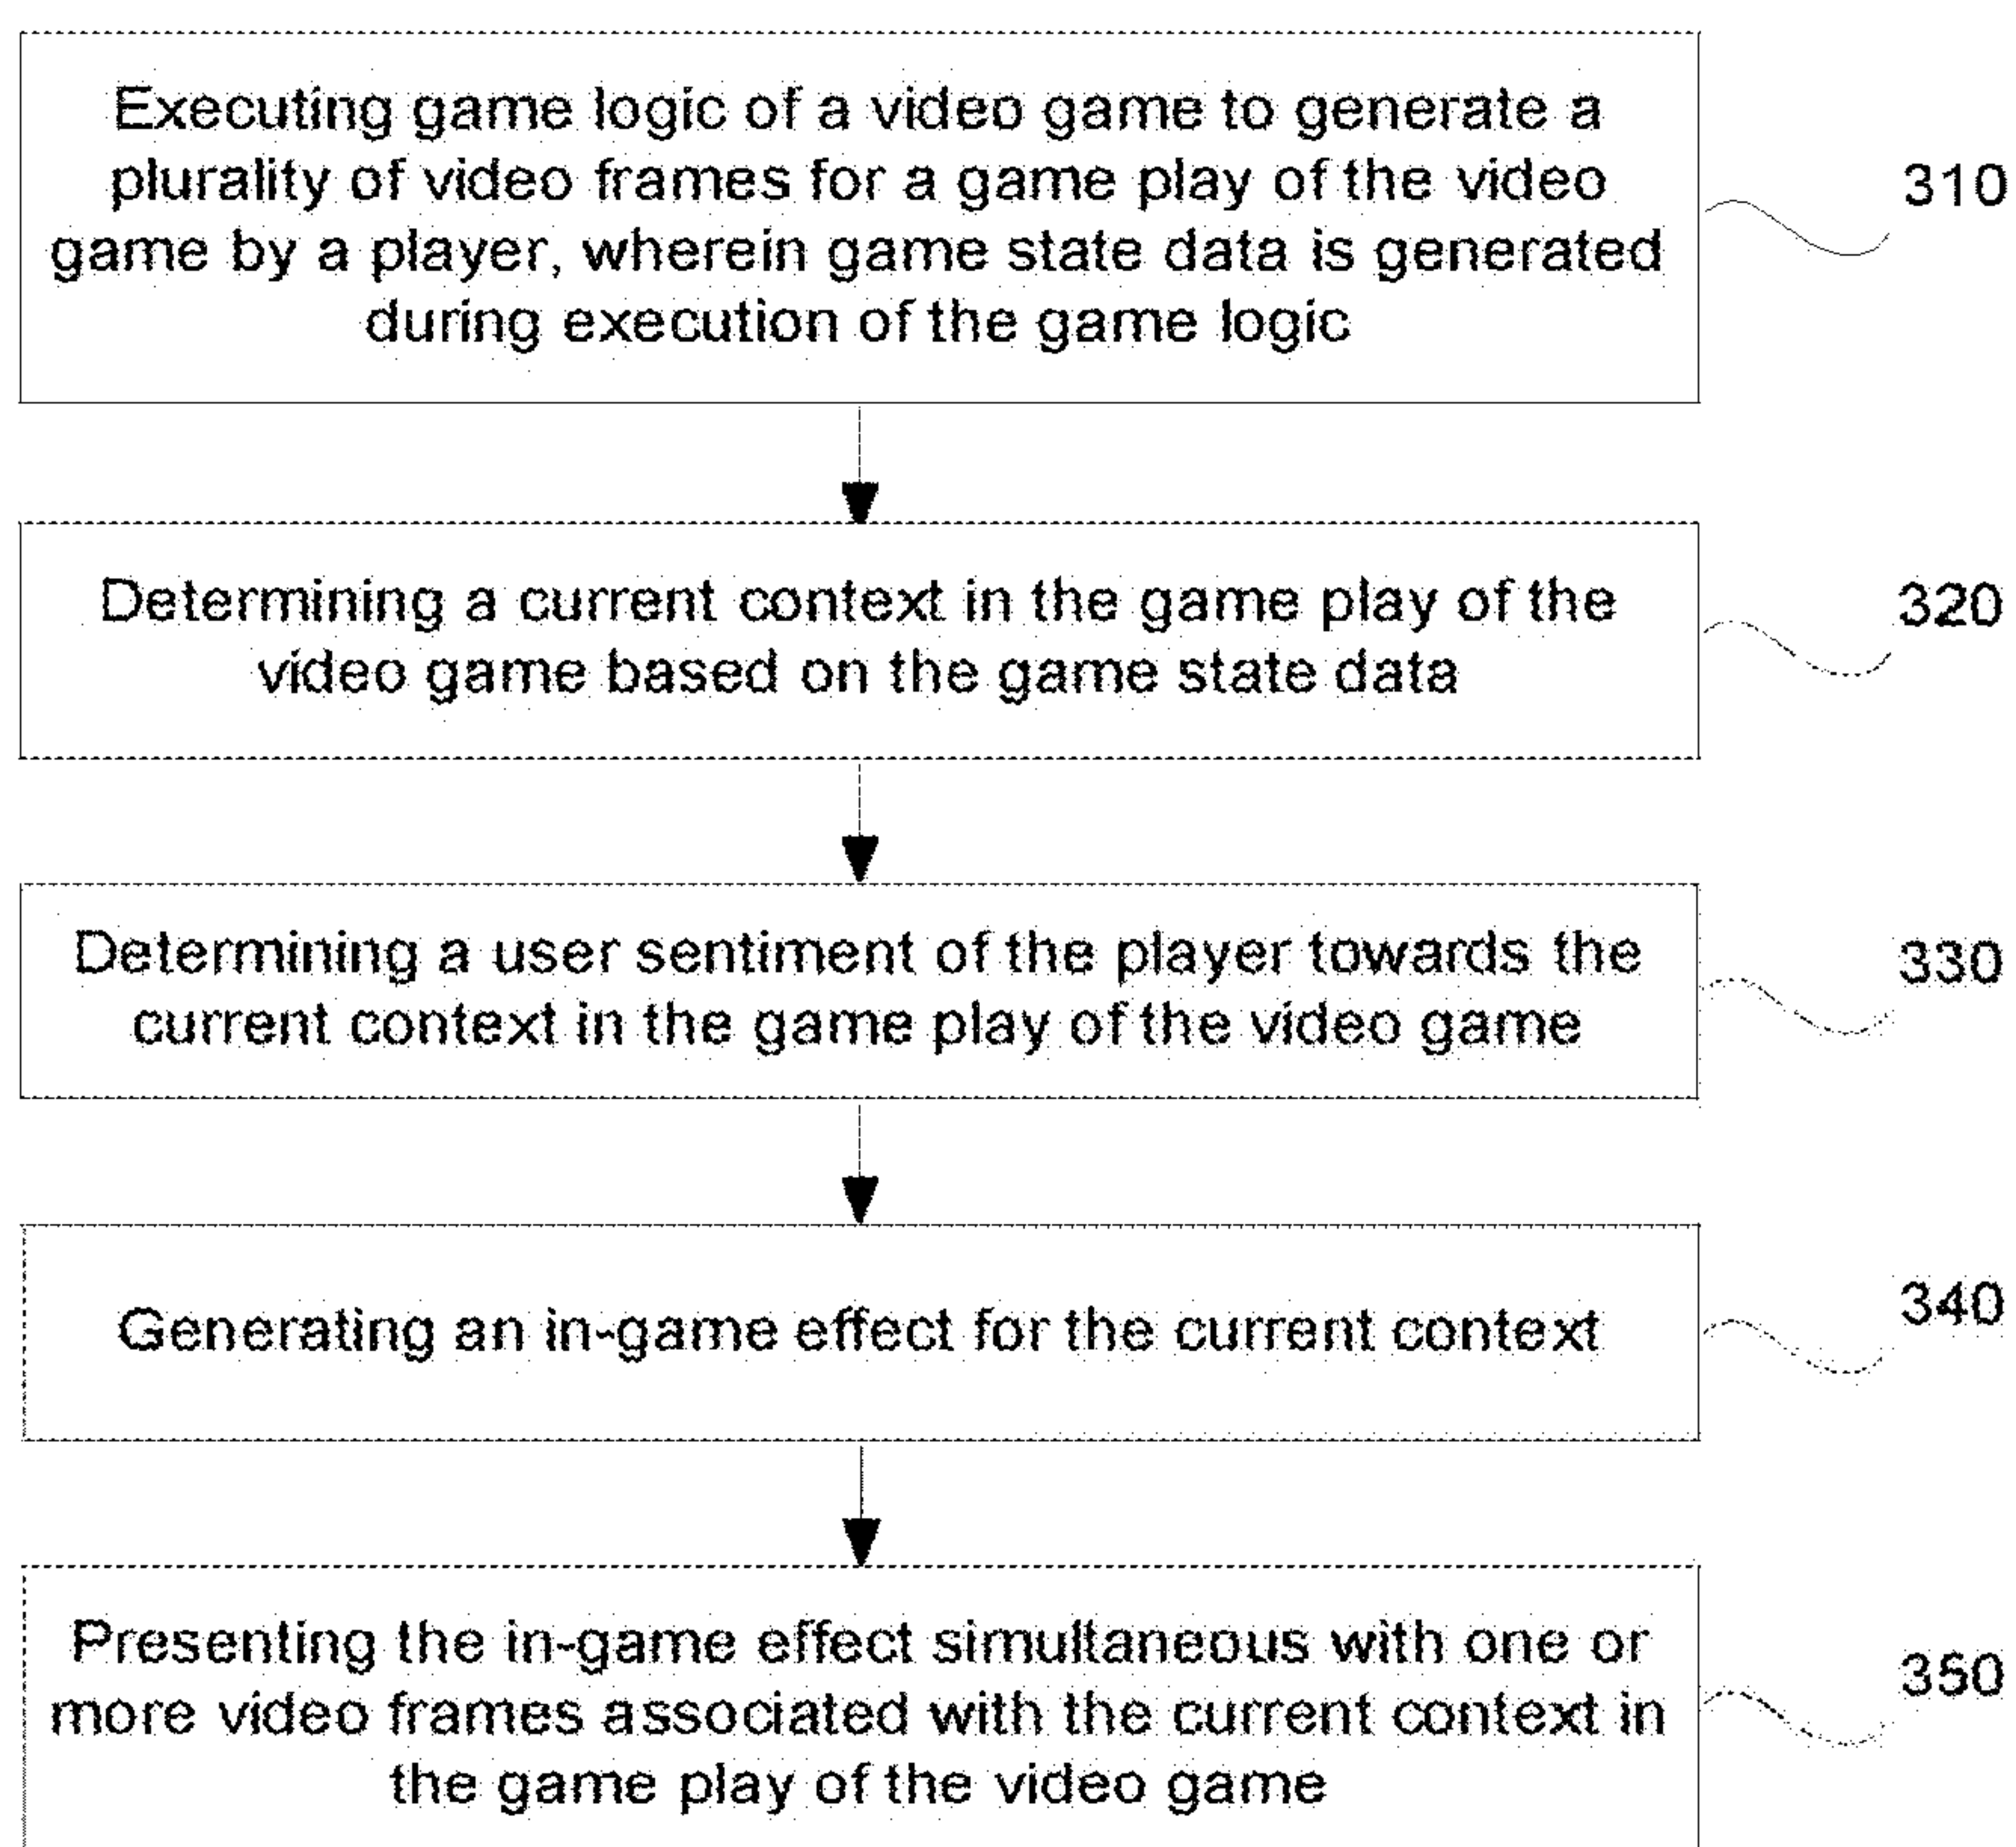 Executing game logic of a video game to generate a
plurality of video frames for a game play of the video
game by a player, wherein game state data is generated
during execution of the game logic
310
Determining a current context in the game play of the
video game based on the game state data
320
Determining a user sentiment of the player towards the
current context in the game play of the video game
330
Generating an in-game effect for the current context
340
Presenting the in-game effect simultaneous with one or
more video frames associated with the current context in
the game play of the video game
350